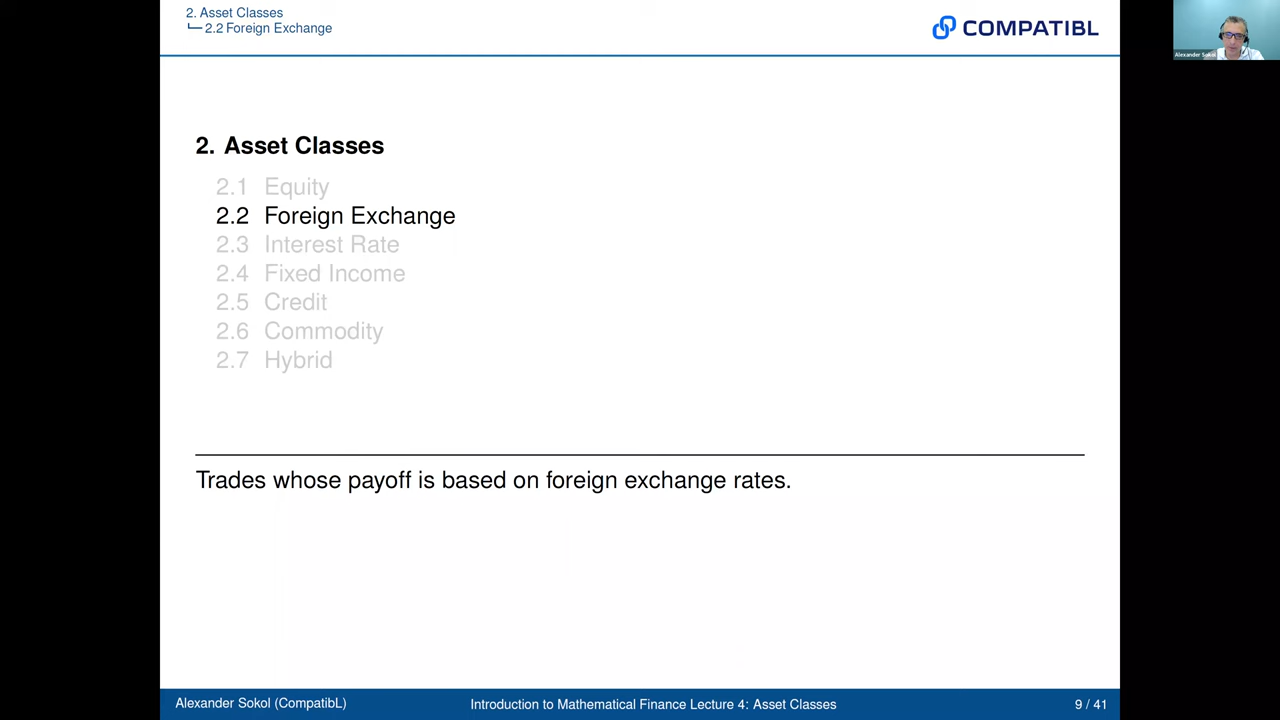 2. Asset Classes
2.2 Foreign Exchange
COMPATIBL
Alexander Sokol
2. Asset Classes
2.1 Equity
2.2 Foreign Exchange
2.3 Interest Rate
2.4 Fixed Income
2.5 Credit
2.6 Commodity
2.7 Hybrid
Trades whose payoff is based on foreign exchange rates.
Alexander Sokol (CompatibL)
Introduction to Mathematical Finance Lecture 4: Asset Classes
9 / 41